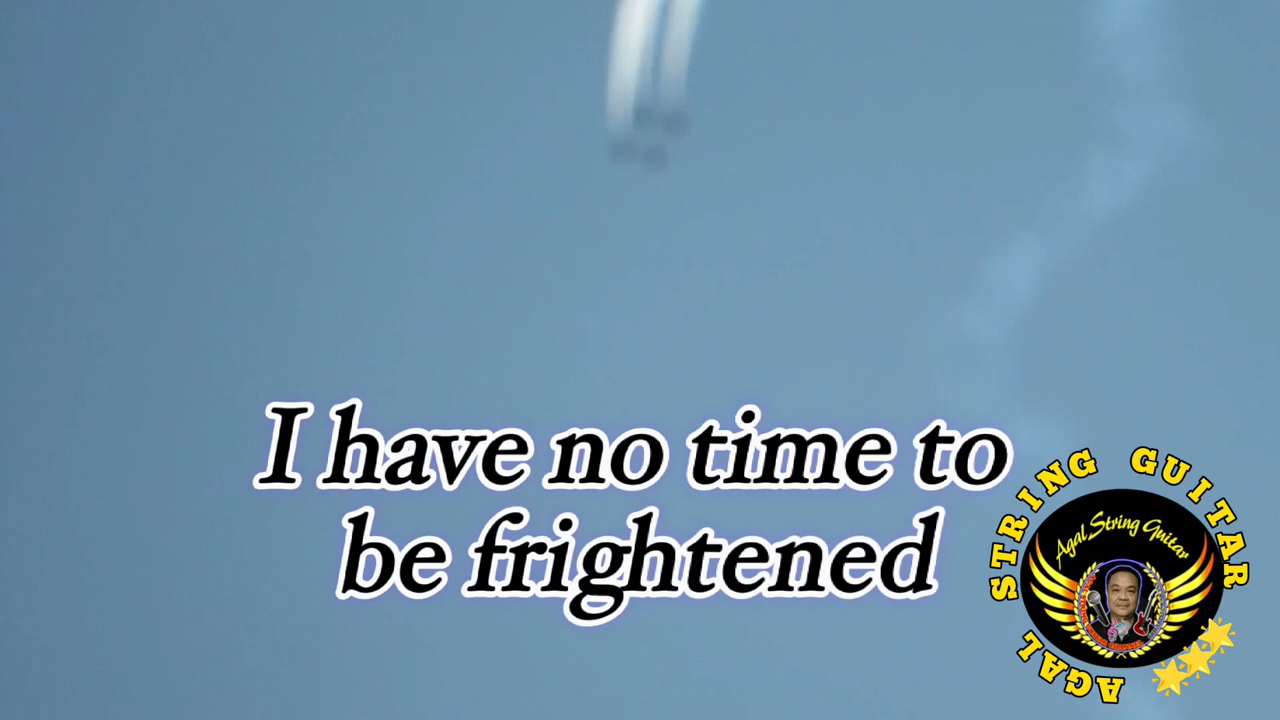 I have no time to
be frightened
STRING GUITAR
AGAL
Agal String Guitar